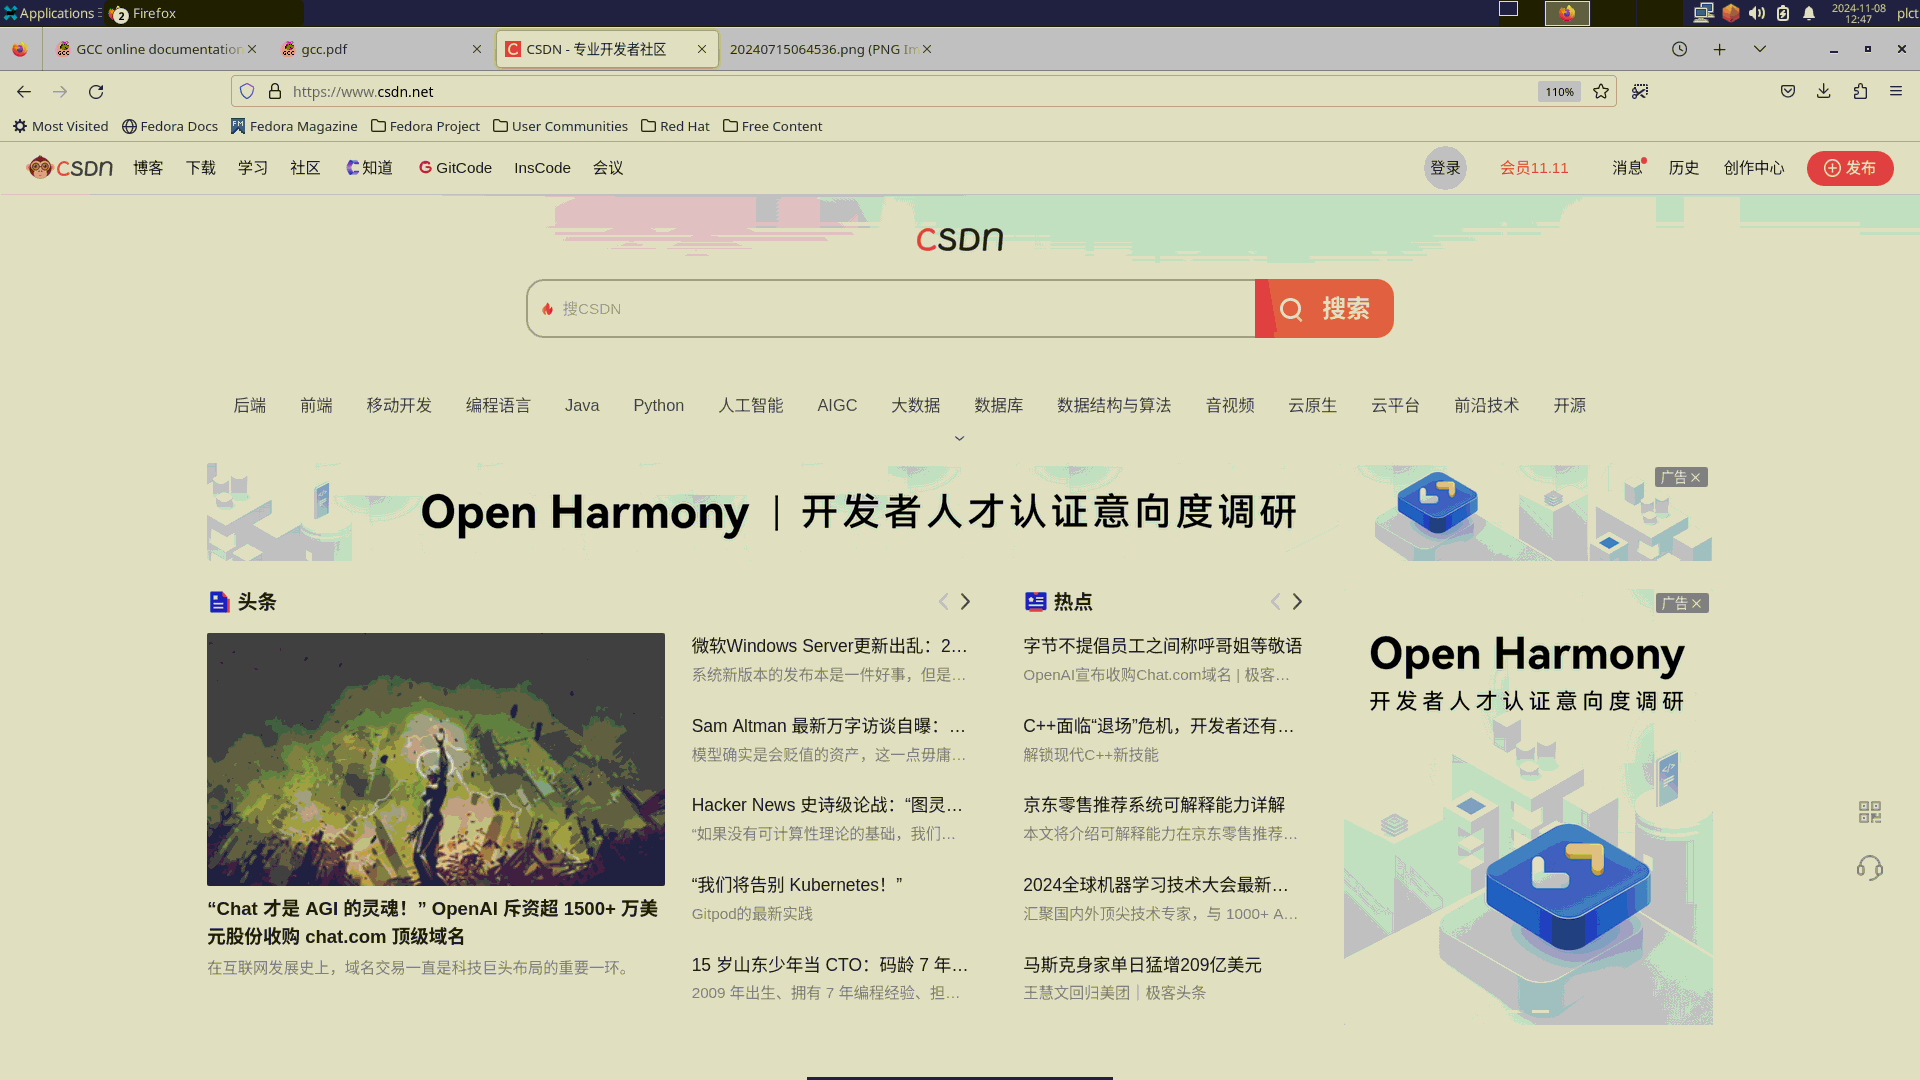 Applications
2 Firefox
2024-11-08
12:47
plct
GCC online documentation
gcc.pdf
CSDN - 专业开发者社区
20240715064536.png (PNG Im
https://www.csdn.net
110%
Most Visited
Fedora Docs
Fedora Magazine
Fedora Project
User Communities
Red Hat
Free Content
CSDN
博客
下载
学习
社区
C知道
GitCode
InsCode
会议
登录
会员11.11
消息
历史
创作中心
发布
CSDN
搜CSDN
搜索
后端
前端
移动开发
编程语言
Java
Python
人工智能
AIGC
大数据
数据库
数据结构与算法
音视频
云原生
云平台
前沿技术
开源
Open Harmony | 开发者人才认证意向度调研
广告
头条
“Chat 才是 AGI 的灵魂！” OpenAI 斥资超 1500+ 万美
元股份收购 chat.com 顶级域名
在互联网发展史上，域名交易一直是科技巨头布局的重要一环。
微软Windows Server更新出乱：2...
系统新版本的发布本是一件好事，但是...
Sam Altman 最新万字访谈自曝：...
模型确实是会贬值的资产，这一点毋庸...
Hacker News 史诗级论战：“图灵...
“如果没有可计算性理论的基础，我们...
“我们将告别 Kubernetes！”
Gitpod的最新实践
15 岁山东少年当 CTO：码龄 7 年...
2009 年出生、拥有 7 年编程经验、担...
热点
字节不提倡员工之间称呼哥姐等敬语
OpenAI宣布收购Chat.com域名 | 极客...
C++面临“退场”危机，开发者还有...
解锁现代C++新技能
京东零售推荐系统可解释能力详解
本文将介绍可解释能力在京东零售推荐...
2024全球机器学习技术大会最新...
汇聚国内外顶尖技术专家，与 1000+ A...
马斯克身家单日猛增209亿美元
王慧文回归美团｜极客头条
广告
Open Harmony
开发者人才认证意向度调研